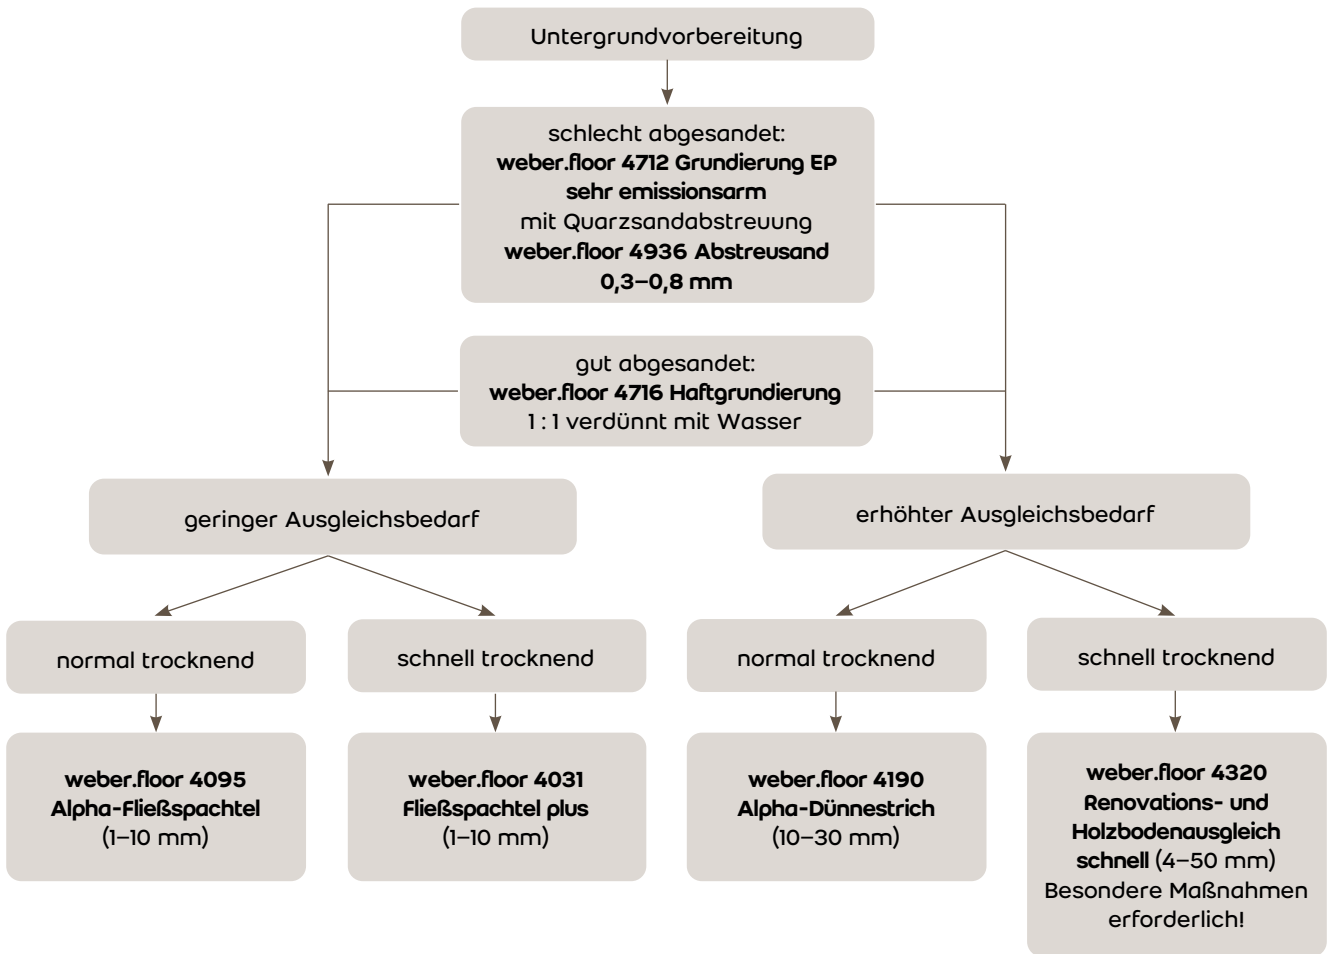 Untergrundvorbereitung
schlecht abgesandet:
weber.floor 4712 Grundierung EP
sehr emissionsarm
mit Quarzsandabstreuung
weber.floor 4936 Abstreusand
0,3–0,8 mm
gut abgesandet:
weber.floor 4716 Haftgrundierung
1 : 1 verdünnt mit Wasser
geringer Ausgleichsbedarf
erhöhter Ausgleichsbedarf
normal trocknend
schnell trocknend
normal trocknend
schnell trocknend
weber.floor 4095
Alpha-Fließspachtel
(1–10 mm)
weber.floor 4031
Fließspachtel plus
(1–10 mm)
weber.floor 4190
Alpha-Dünnestrich
(10–30 mm)
weber.floor 4320
Renovations- und
Holzbodenausgleich
schnell (4–50 mm)
Besondere Maßnahmen
erforderlich!